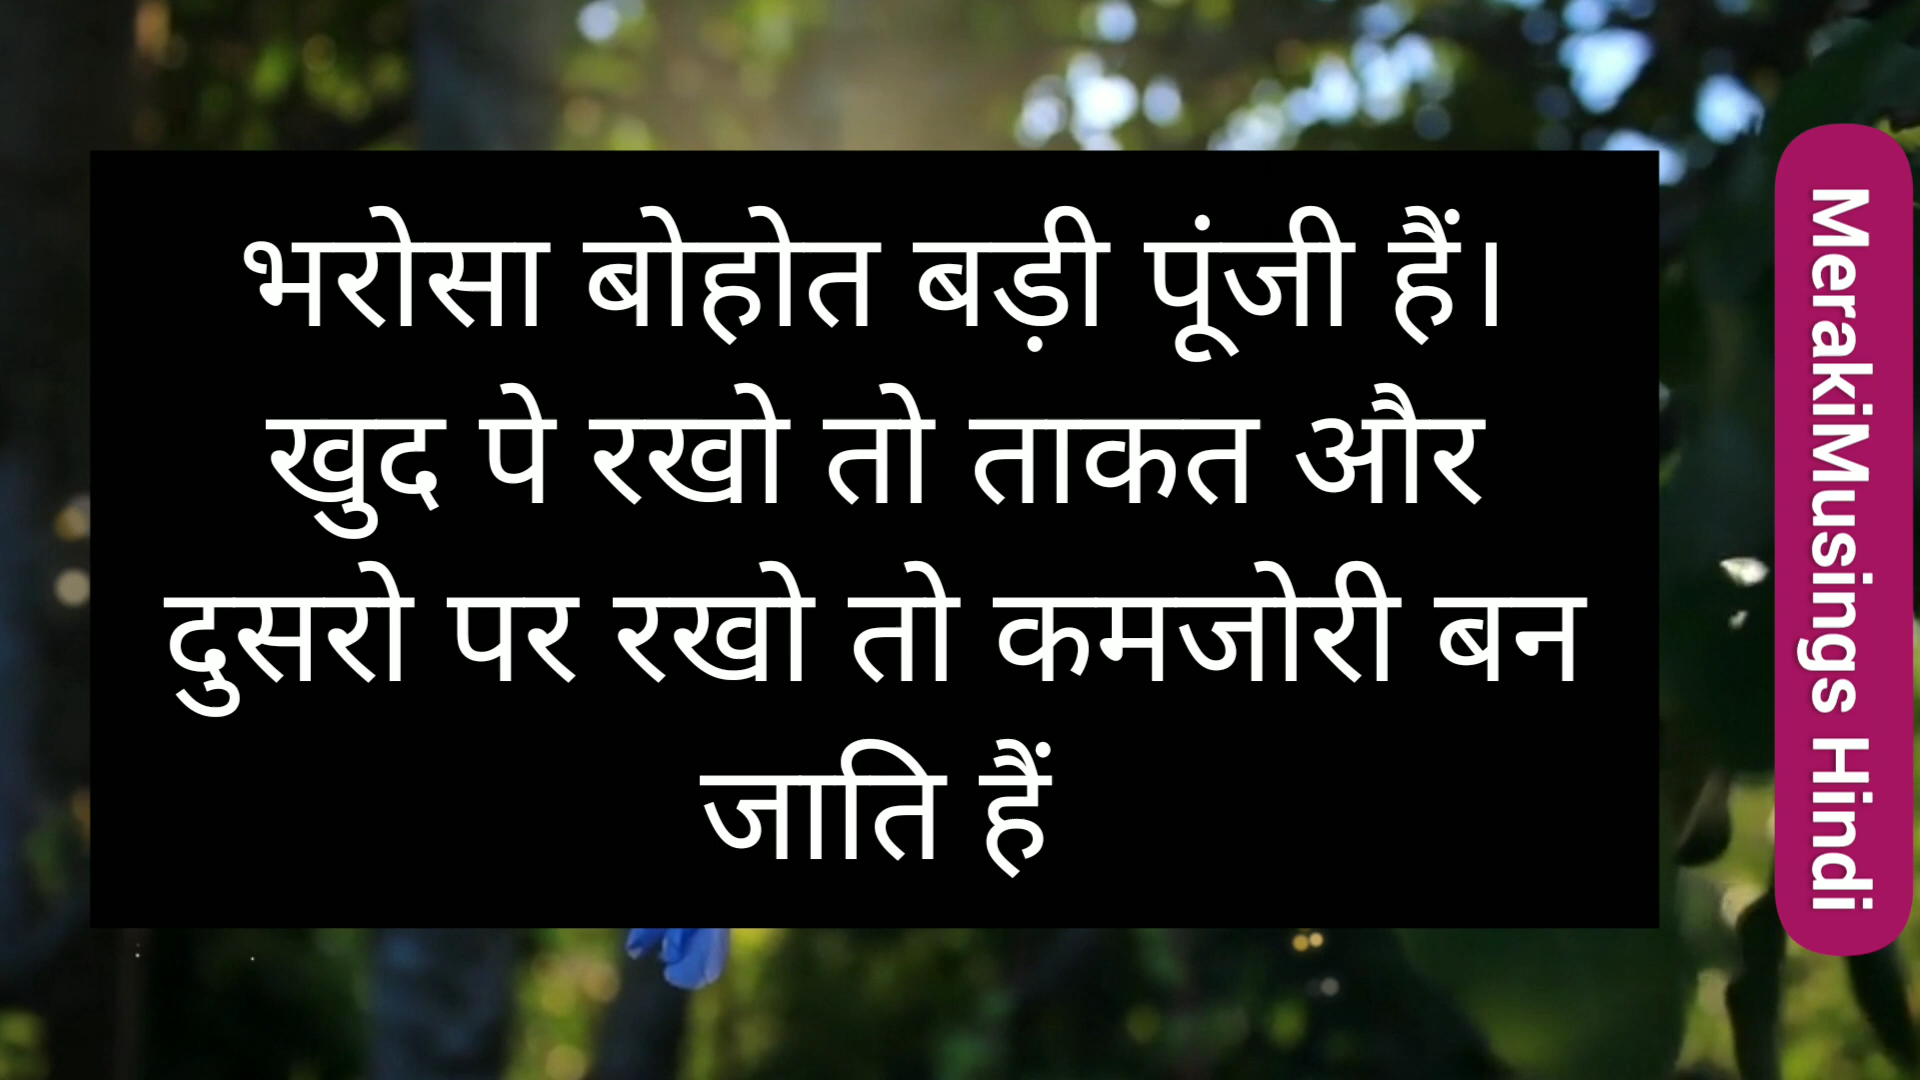 भरोसा बोहोत बड़ी पूंजी हैं।
खुद पे रखो तो ताकत और
दुसरो पर रखो तो कमजोरी बन
जाति हैं
MerakiMusings Hindi